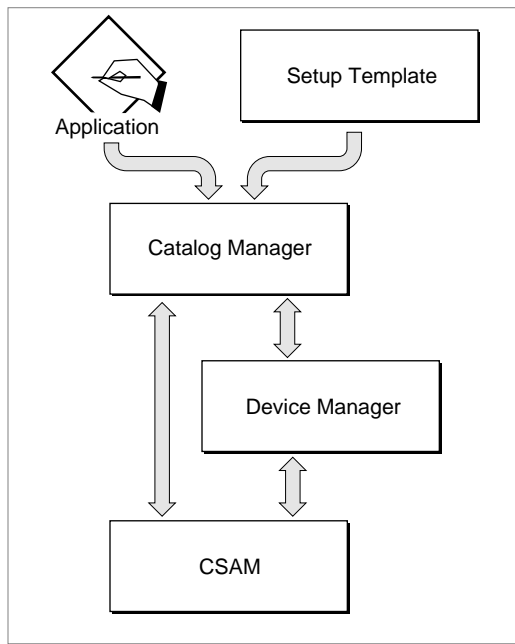 Application
Setup Template
Catalog Manager
Device Manager
CSAM